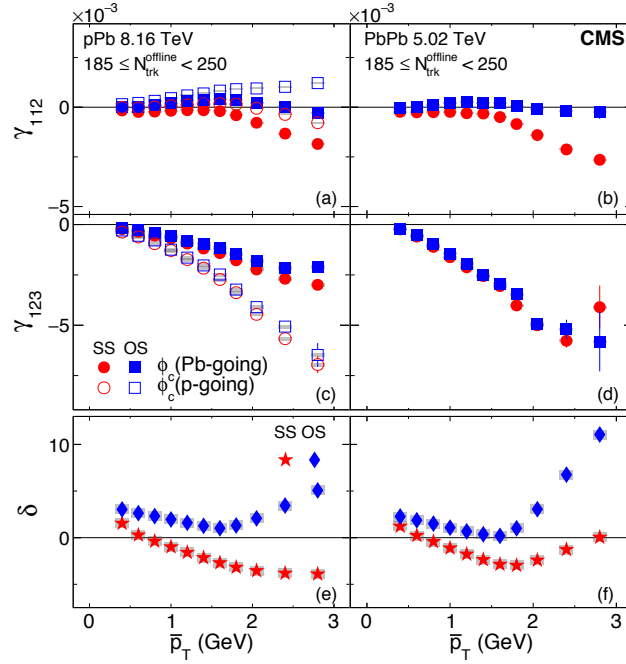 ×10⁻³ ×10⁻³
pPb 8.16 TeV PbPb 5.02 TeV CMS
185 ≤ N_trk^offline < 250 185 ≤ N_trk^offline < 250
0
γ₁₁₂
−5
(a) (b)
0
γ₁₂₃
−5
SS OS
ϕ_c(Pb-going)
ϕ_c(p-going)
(c) (d)
SS OS
10
δ
0
(e) (f)
0 1 2 3 0 1 2 3
p̄_T (GeV) p̄_T (GeV)